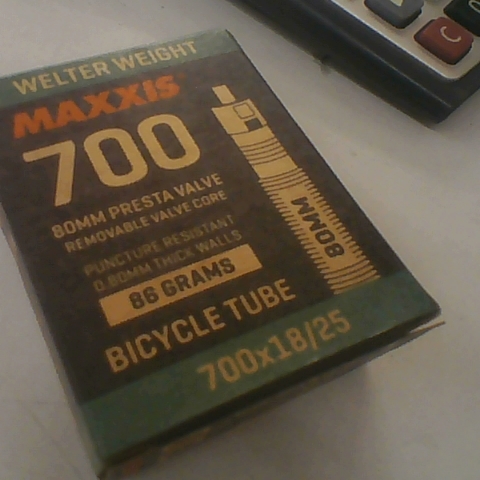 WELTER WEIGHT
MAXXIS
700
80MM PRESTA VALVE
REMOVABLE VALVE CORE
PUNCTURE RESISTANT
0.80MM THICK WALLS
86 GRAMS
BICYCLE TUBE
700x18/25
80MM
C